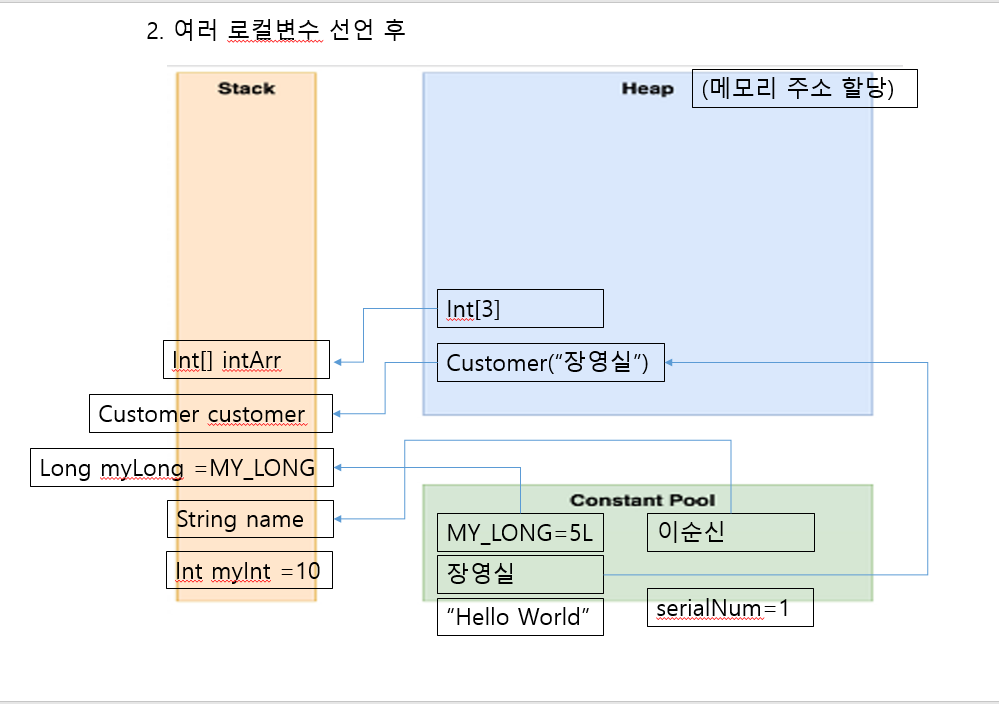 2. 여러 로컬변수 선언 후
Stack
Heap
(메모리 주소 할당)
Int[3]
Int[] intArr
Customer(“장영실”)
Customer customer
Long myLong =MY_LONG
Constant Pool
String name
MY_LONG=5L
이순신
Int myInt =10
장영실
“Hello World”
serialNum=1